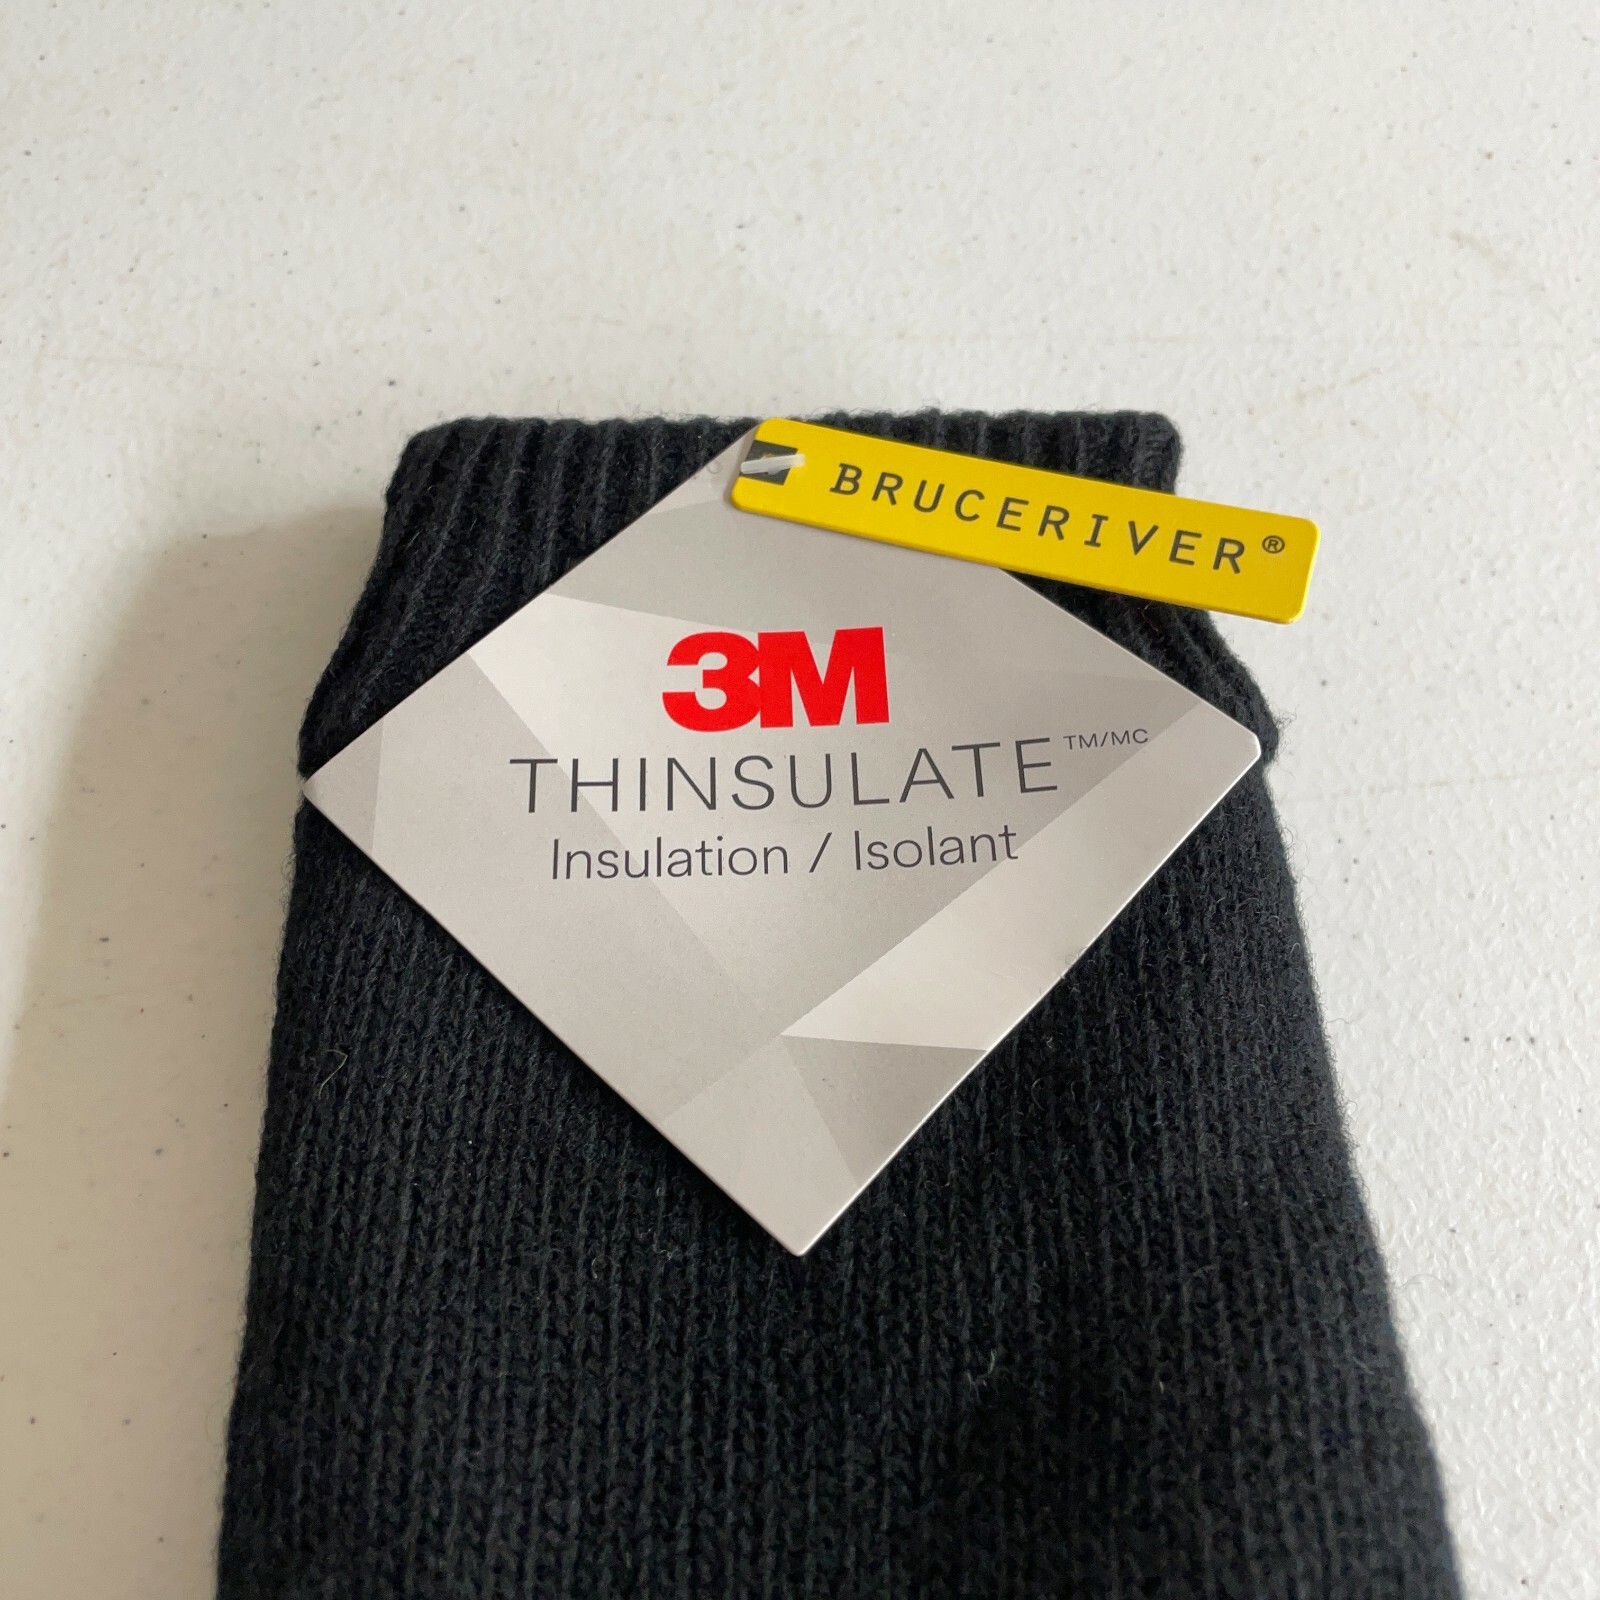 BRUCERIVER®
3M
THINSULATE™/MC
Insulation / Isolant